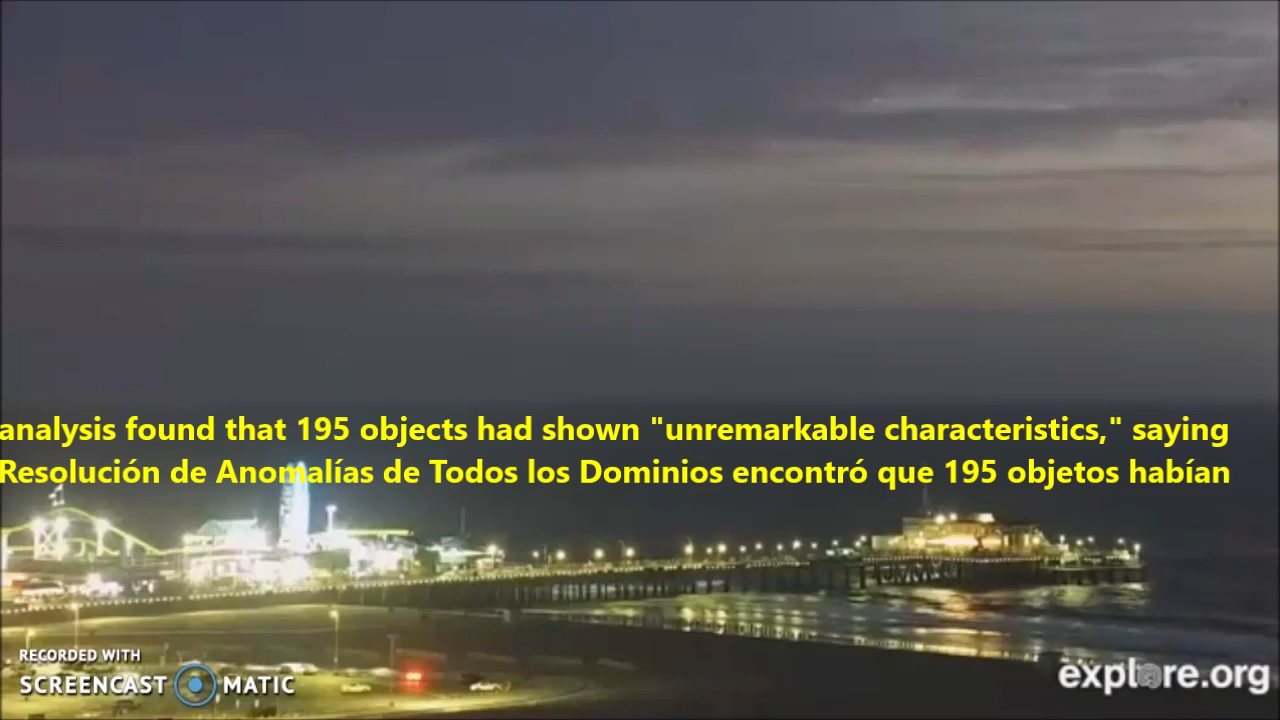 analysis found that 195 objects had shown "unremarkable characteristics," saying
Resolución de Anomalías de Todos los Dominios encontró que 195 objetos habían
RECORDED WITH
SCREENCAST MATIC
explore.org